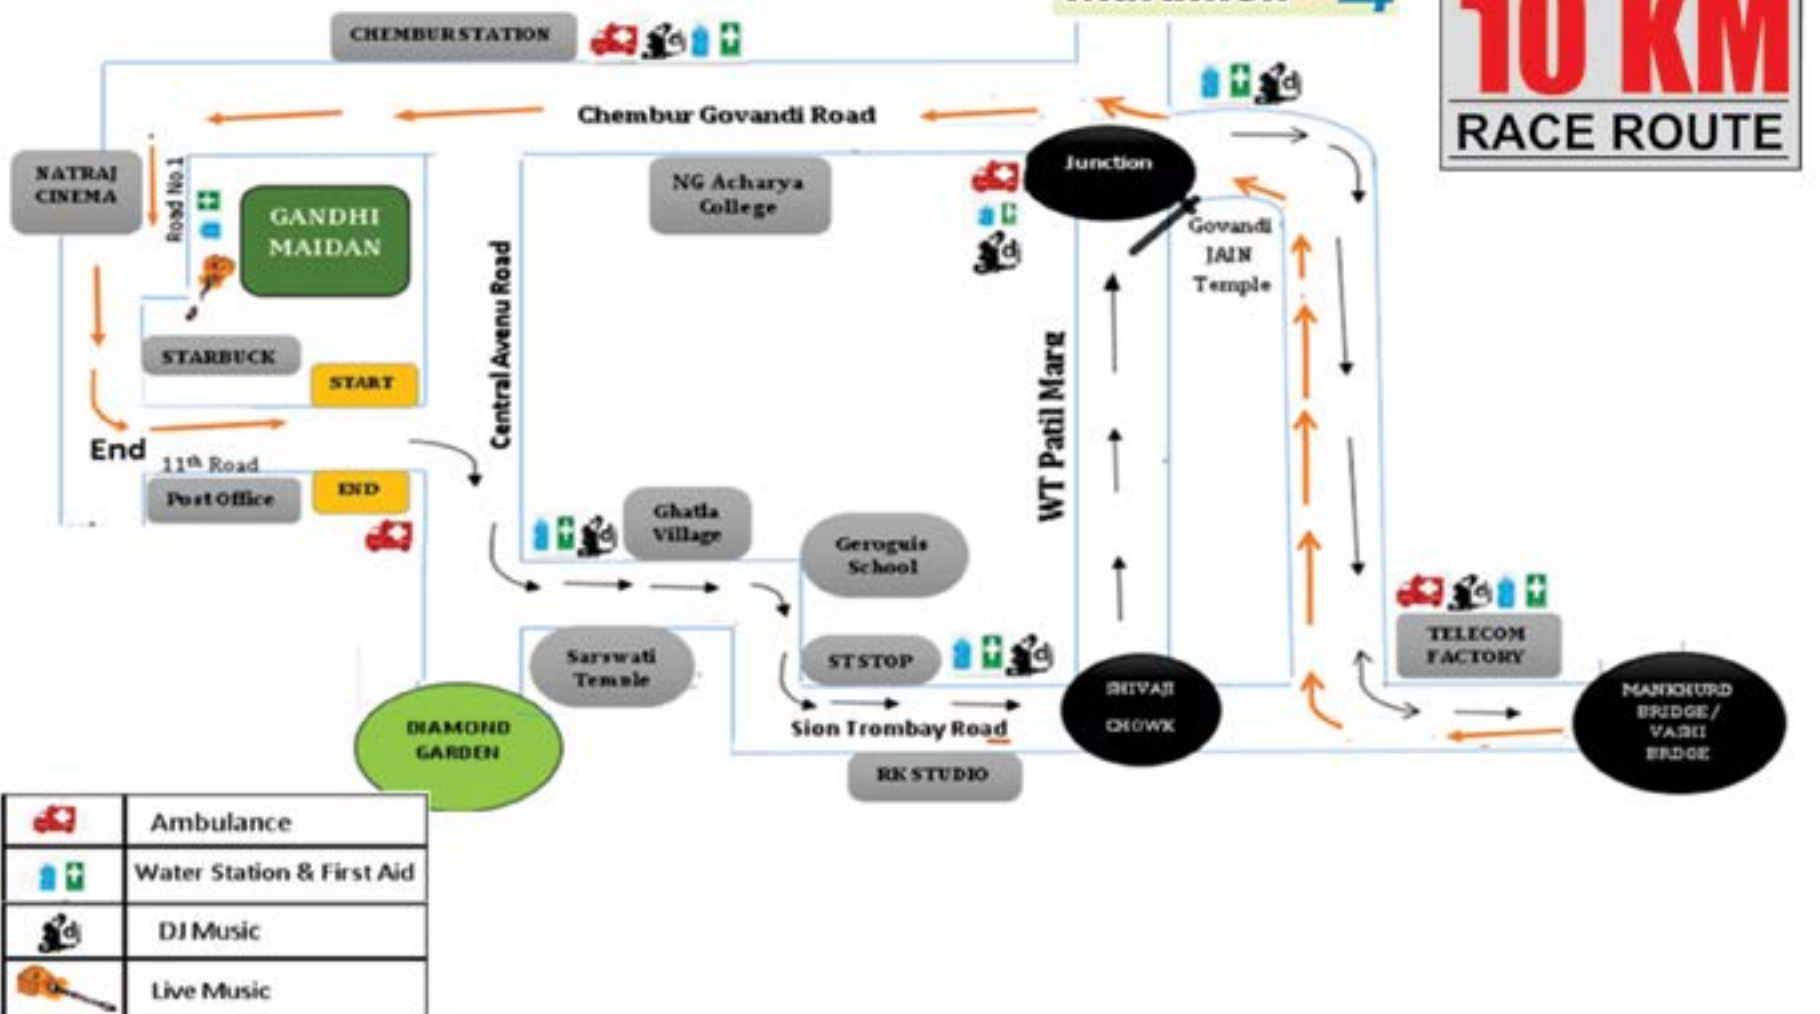 10 KM
RACE ROUTE
CHEMBUR STATION
Chembur Govandi Road
NATRAJ
CINEMA
Road No.1
GANDHI
MAIDAN
NG Acharya
College
Junction
Govandi
JAIN
Temple
Central Avenu Road
WT Patil Marg
STARBUCK
START
End
11th Road
Post Office
END
Ghatla
Village
Geroguis
School
Sarswati
Temple
ST STOP
SHIVAJI
CHOWK
Sion Trombay Road
RK STUDIO
DIAMOND
GARDEN
TELECOM
FACTORY
MANKHURD
BRIDGE/
VASHI
BRDGE
Ambulance
Water Station & First Aid
DJ Music
Live Music